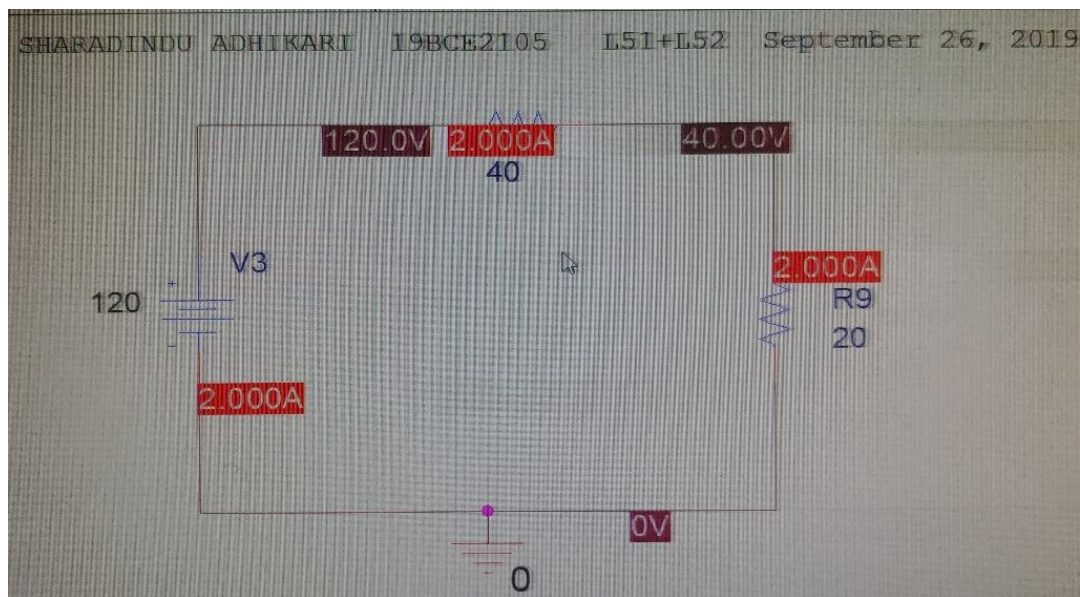 SHARADINDU ADHIKARI 19BCE2105 L51+L52 September 26, 2019
120.0V 2.000A 40.00V
40
V3
2.000A
120
R9
20
2.000A
0V
0
+
-